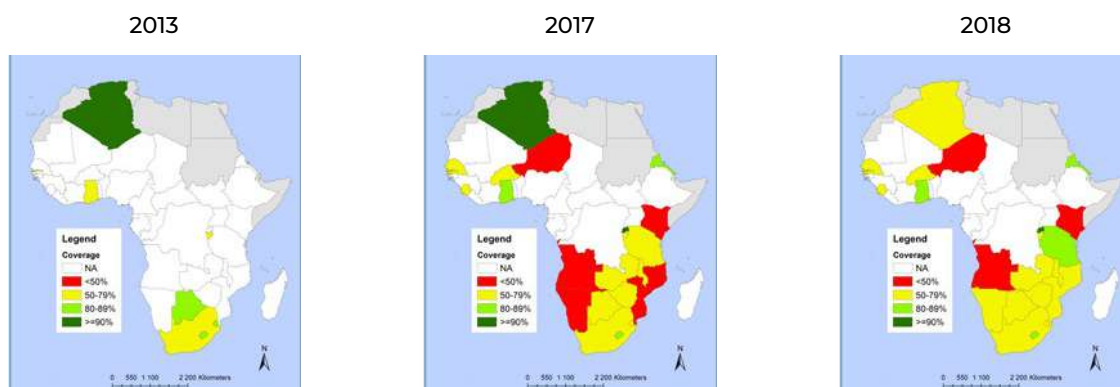 2013
2017
2018
Legend
Coverage
NA
<50%
50-79%
80-89%
>=90%
N
0 550 1 100 2 200 Kilometers
Legend
Coverage
NA
<50%
50-79%
80-89%
>=90%
N
0 550 1 100 2 200 Kilometers
Legend
Coverage
NA
<50%
50-79%
80-89%
>=90%
N
0 550 1 100 2 200 Kilometers